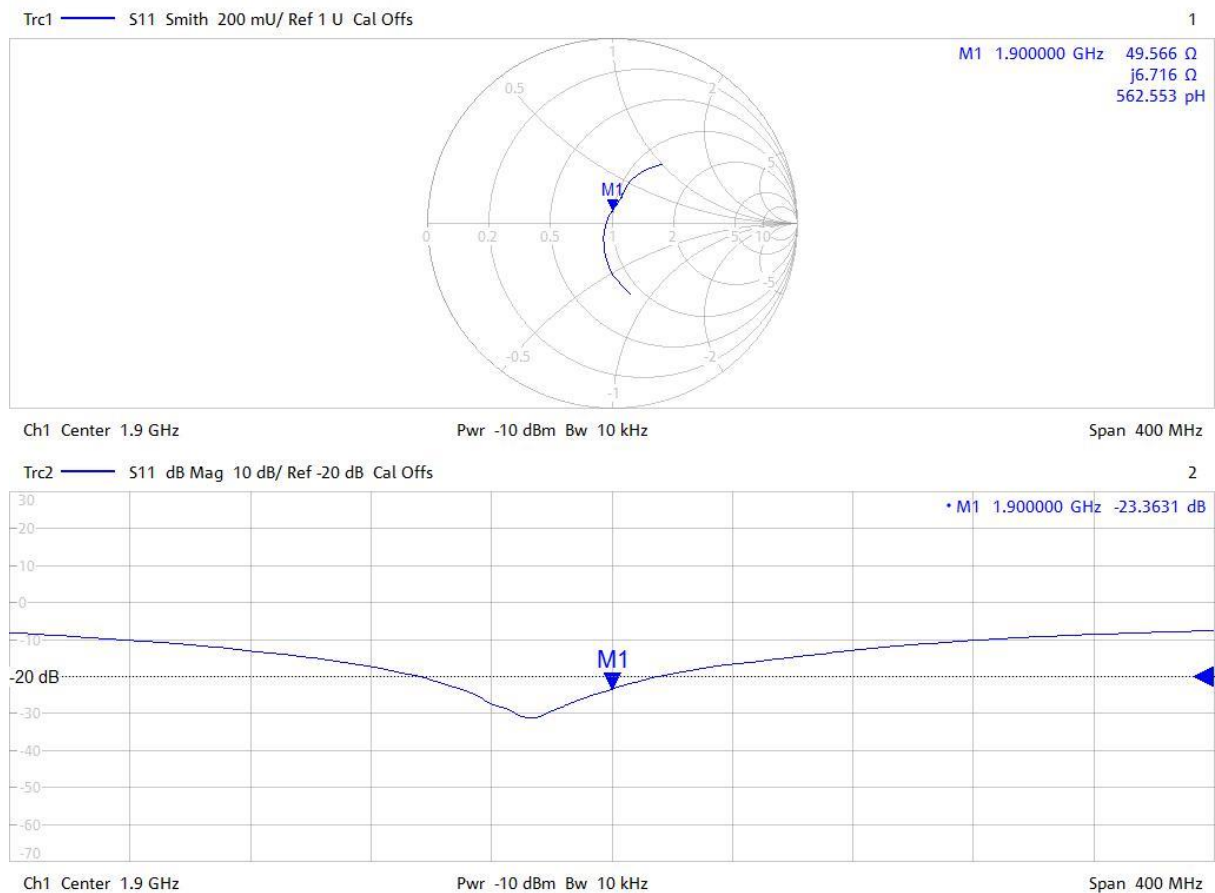 Trc1 S11 Smith 200 mU/ Ref 1 U Cal Offs 1
M1 1.900000 GHz 49.566 Ω
j6.716 Ω
562.553 pH
1
0.5 2
5
M1
0 0.2 0.5 1 2 5 10
-5
-0.5 -2
-1
Ch1 Center 1.9 GHz Pwr -10 dBm Bw 10 kHz Span 400 MHz
Trc2 S11 dB Mag 10 dB/ Ref -20 dB Cal Offs 2
30
• M1 1.900000 GHz -23.3631 dB
20
10
0
-10
M1
-20 dB
-30
-40
-50
-60
-70
Ch1 Center 1.9 GHz Pwr -10 dBm Bw 10 kHz Span 400 MHz